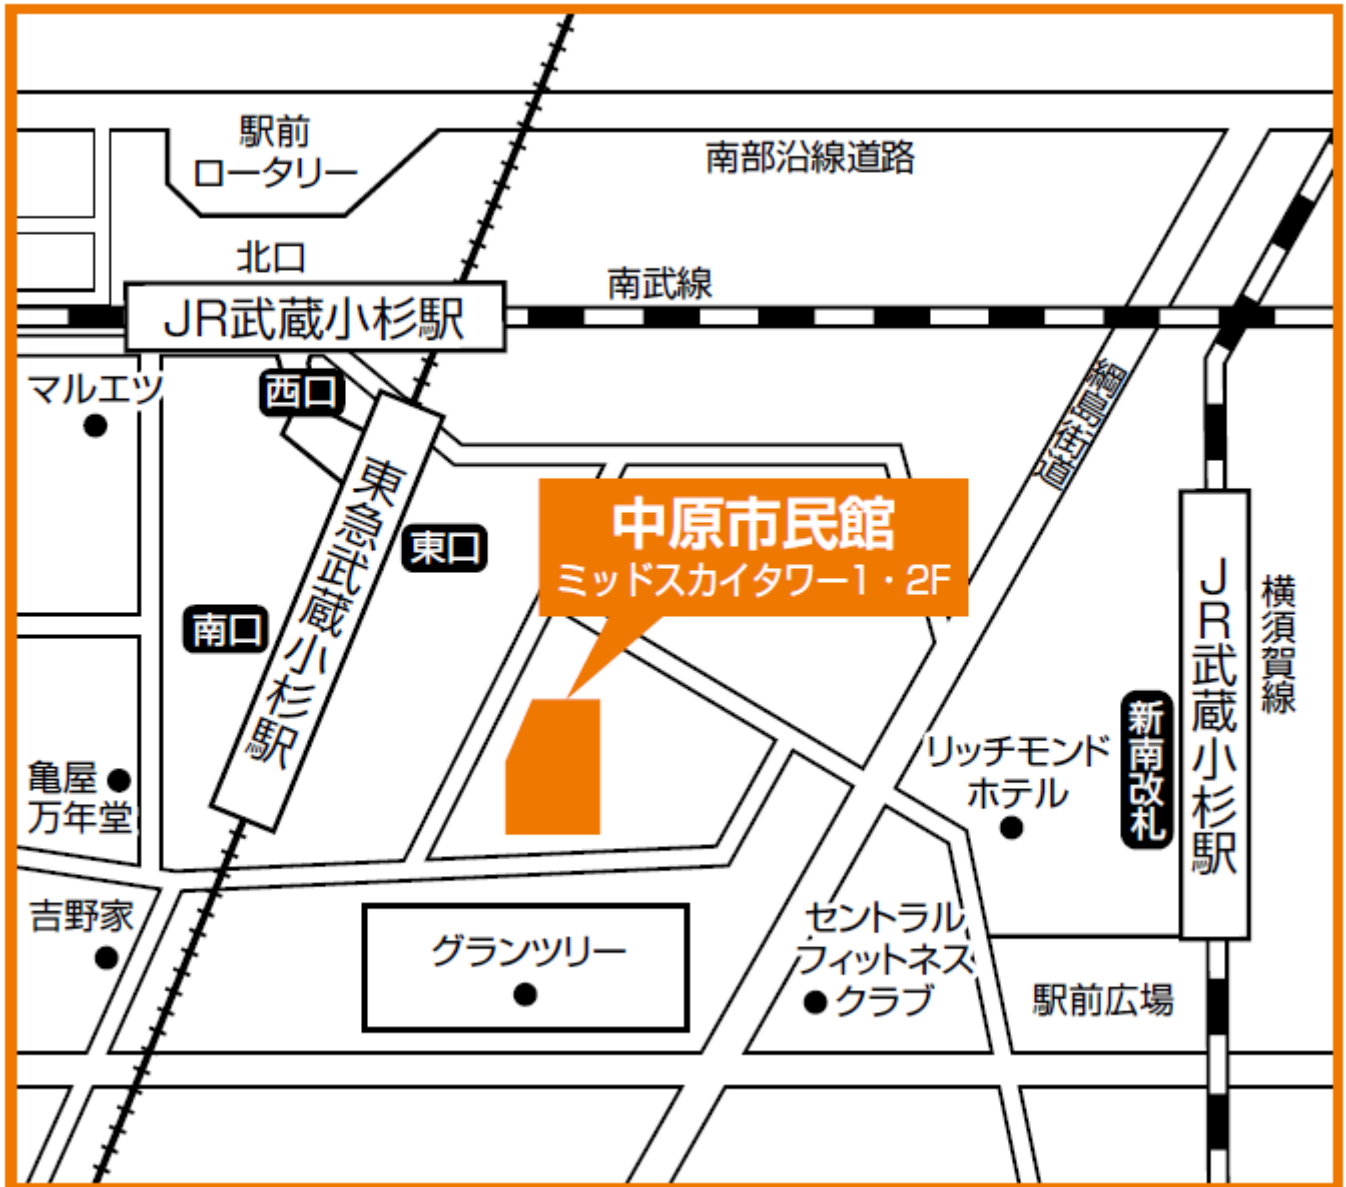 駅前
ロータリー
南部沿線道路
北口
南武線
JR武蔵小杉駅
マルエツ
西口
綱島街道
東急武蔵小杉駅
東口
中原市民館
ミッドスカイタワー1・2F
南口
JR武蔵小杉駅
横須賀線
新南改札
リッチモンド
ホテル
亀屋
万年堂
吉野家
グランツリー
セントラル
フィットネス
クラブ
駅前広場